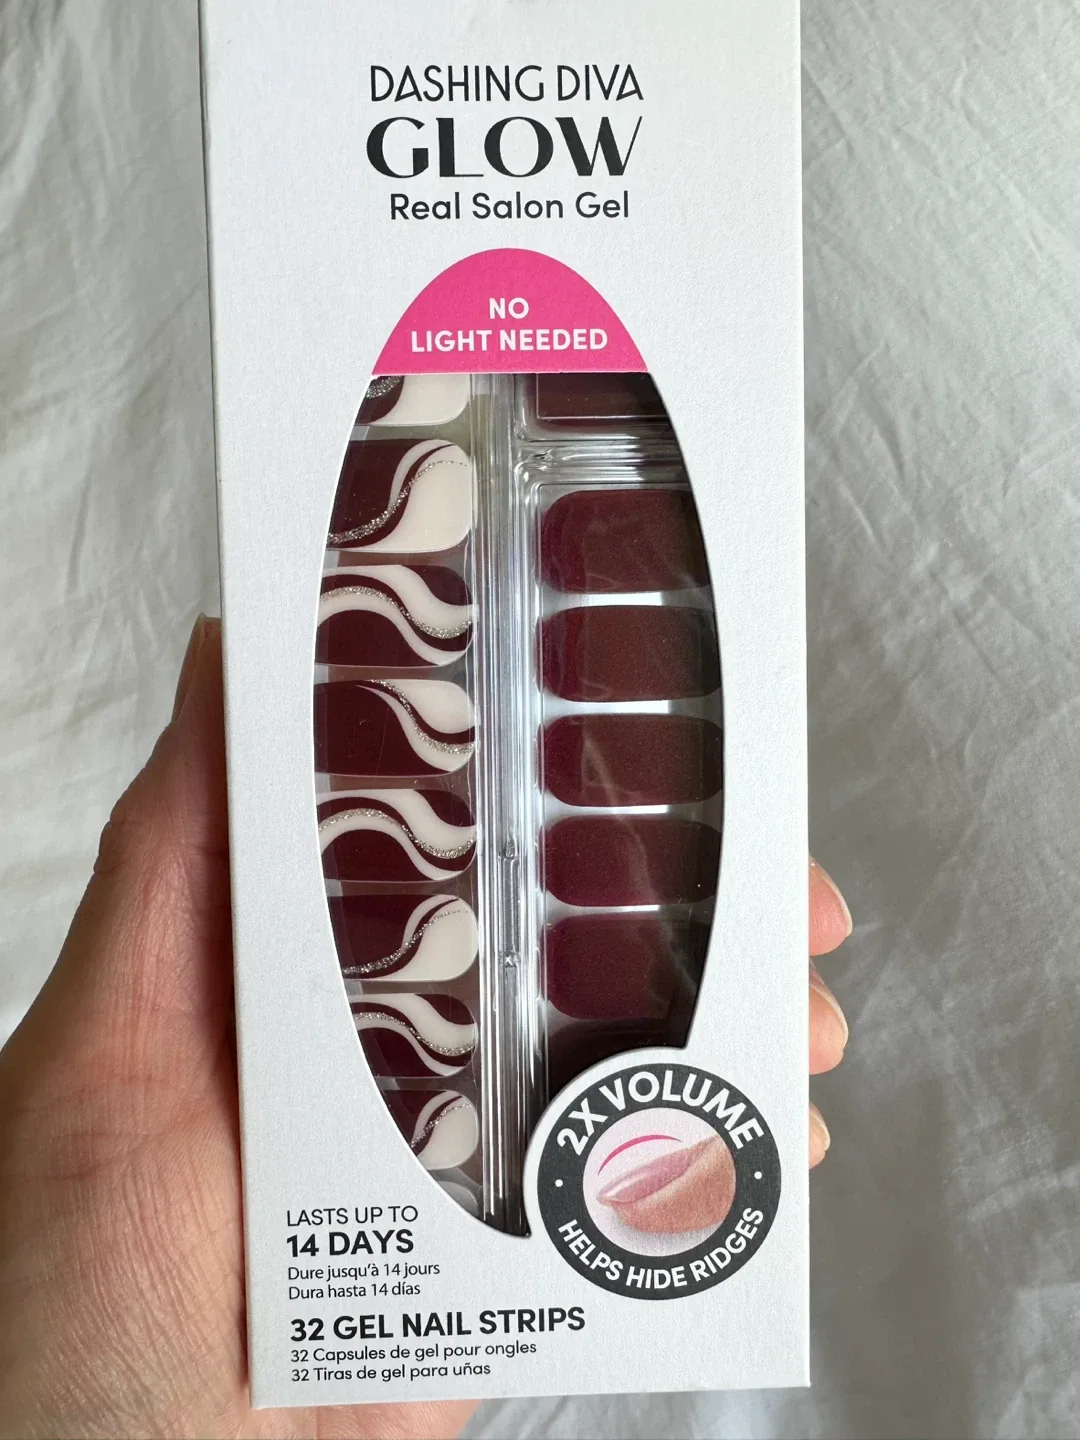 DASHING DIVA
GLOW
Real Salon Gel
NO
LIGHT NEEDED
2X VOLUME
HELPS HIDE RIDGES
LASTS UP TO
14 DAYS
Dure jusqu'à 14 jours
Dura hasta 14 días
32 GEL NAIL STRIPS
32 Capsules de gel pour ongles
32 Tiras de gel para uñas